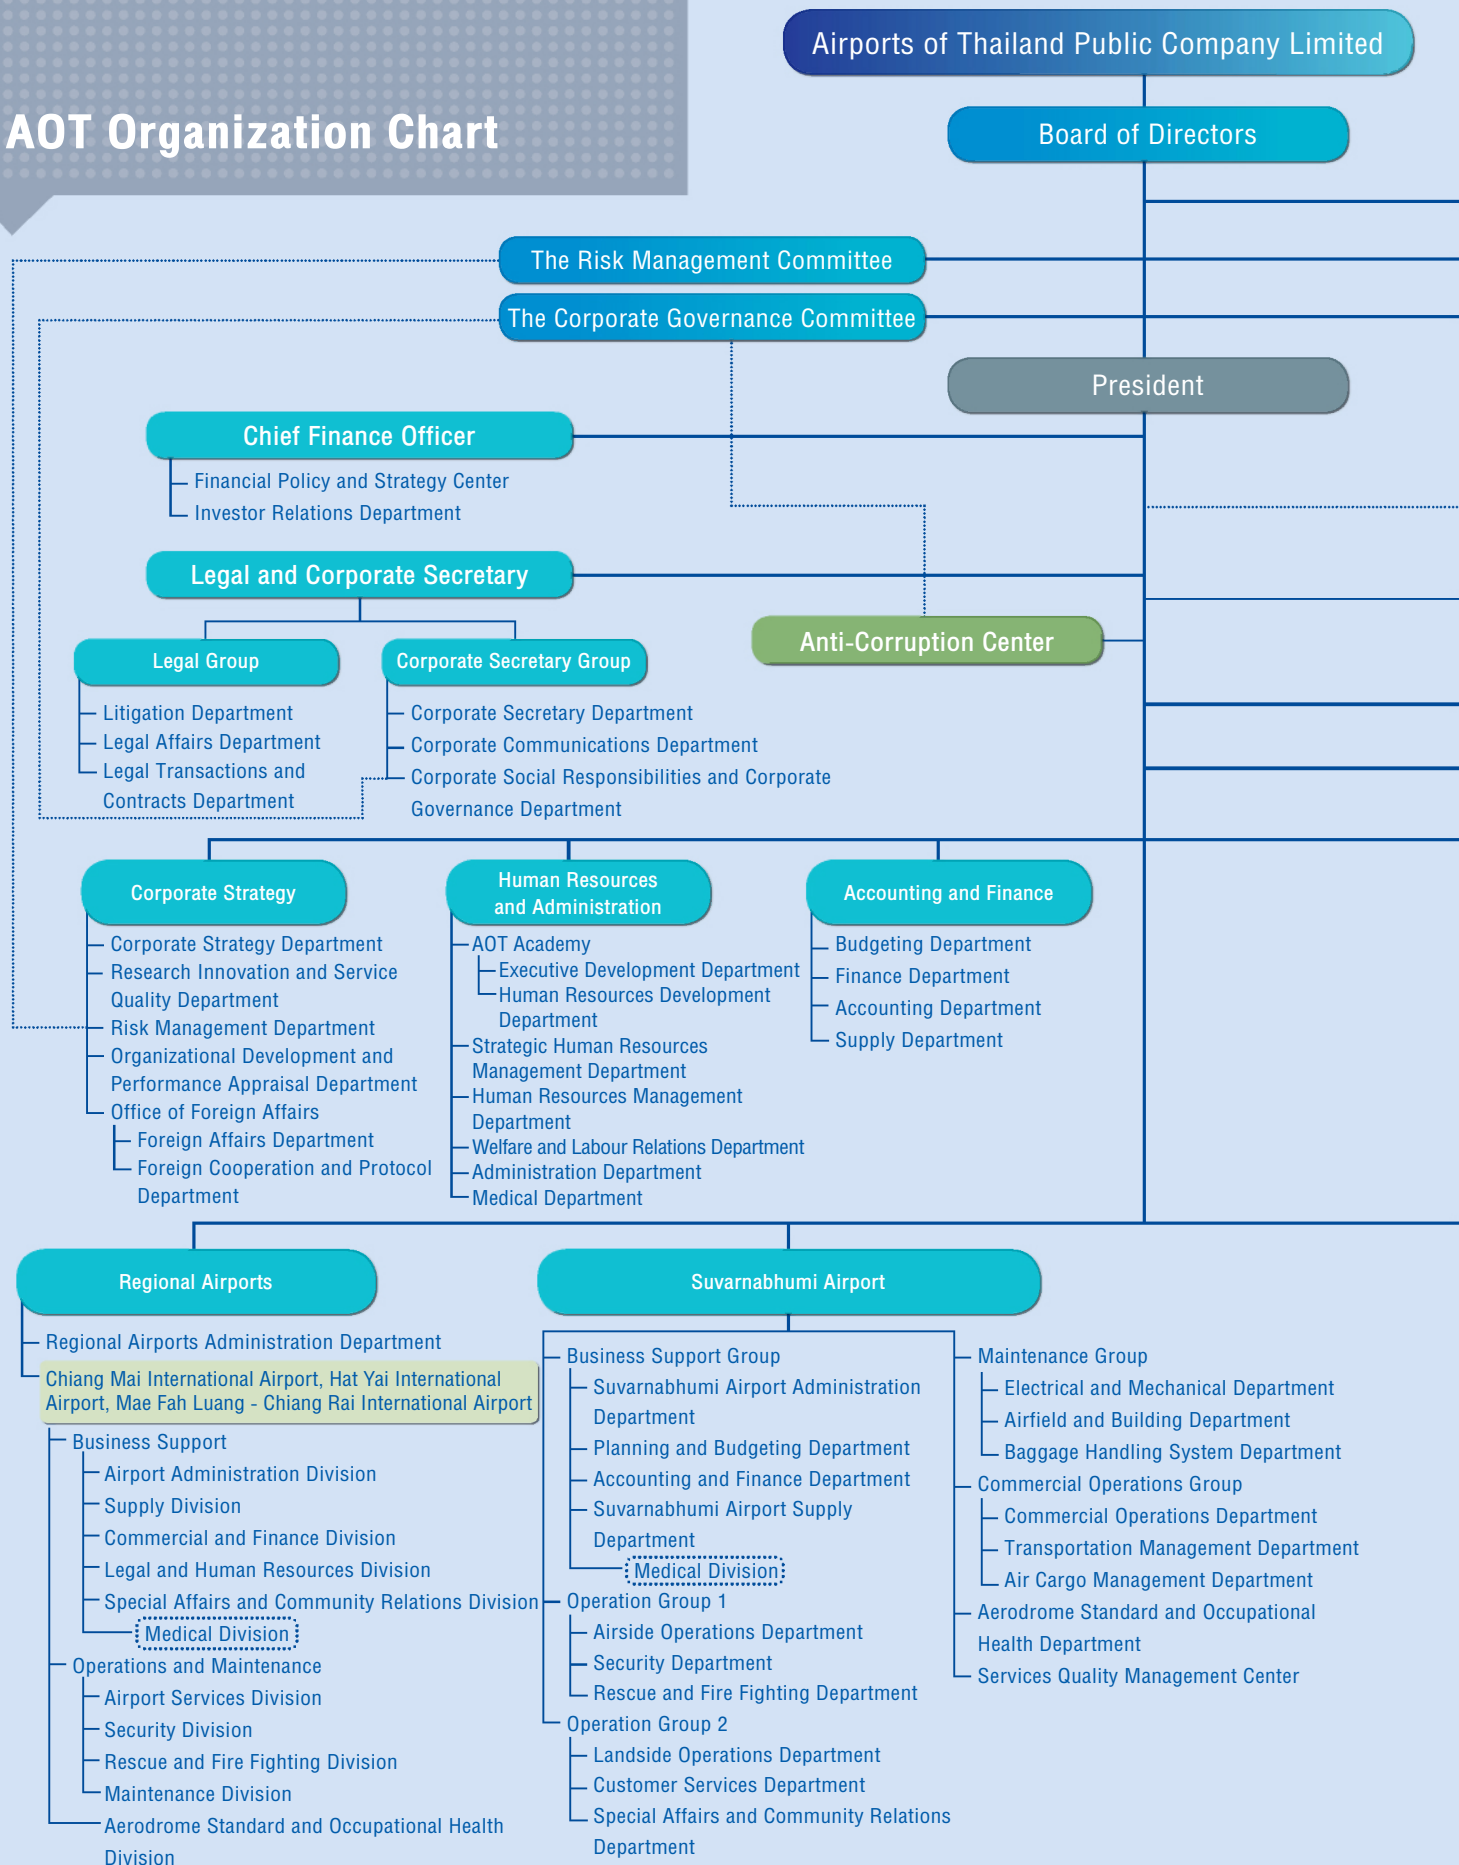 Airports of Thailand Public Company Limited
AOT Organization Chart
Board of Directors
The Risk Management Committee
The Corporate Governance Committee
President
Chief Finance Officer
Financial Policy and Strategy Center
Investor Relations Department
Legal and Corporate Secretary
Anti-Corruption Center
Legal Group
Litigation Department
Legal Affairs Department
Legal Transactions and
Contracts Department
Corporate Secretary Group
Corporate Secretary Department
Corporate Communications Department
Corporate Social Responsibilities and Corporate
Governance Department
Corporate Strategy
Corporate Strategy Department
Research Innovation and Service
Quality Department
Risk Management Department
Organizational Development and
Performance Appraisal Department
Office of Foreign Affairs
Foreign Affairs Department
Foreign Cooperation and Protocol
Department
Human Resources
and Administration
AOT Academy
Executive Development Department
Human Resources Development
Department
Strategic Human Resources
Management Department
Human Resources Management
Department
Welfare and Labour Relations Department
Administration Department
Medical Department
Accounting and Finance
Budgeting Department
Finance Department
Accounting Department
Supply Department
Regional Airports
Regional Airports Administration Department
Chiang Mai International Airport, Hat Yai International
Airport, Mae Fah Luang - Chiang Rai International Airport
Business Support
Airport Administration Division
Supply Division
Commercial and Finance Division
Legal and Human Resources Division
Special Affairs and Community Relations Division
Medical Division
Operations and Maintenance
Airport Services Division
Security Division
Rescue and Fire Fighting Division
Maintenance Division
Aerodrome Standard and Occupational Health
Division
Suvarnabhumi Airport
Business Support Group
Suvarnabhumi Airport Administration
Department
Planning and Budgeting Department
Accounting and Finance Department
Suvarnabhumi Airport Supply
Department
Medical Division
Operation Group 1
Airside Operations Department
Security Department
Rescue and Fire Fighting Department
Operation Group 2
Landside Operations Department
Customer Services Department
Special Affairs and Community Relations
Department
Maintenance Group
Electrical and Mechanical Department
Airfield and Building Department
Baggage Handling System Department
Commercial Operations Group
Commercial Operations Department
Transportation Management Department
Air Cargo Management Department
Aerodrome Standard and Occupational
Health Department
Services Quality Management Center